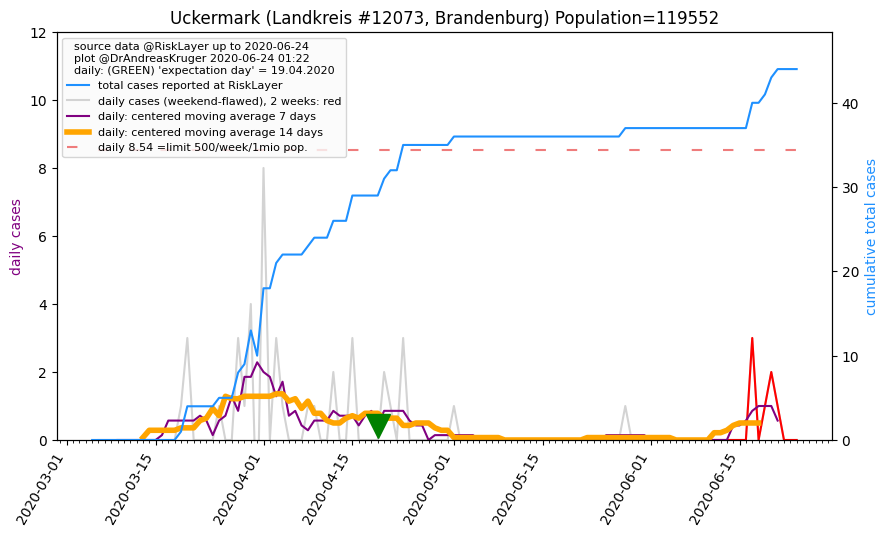 Uckermark (Landkreis #12073, Brandenburg) Population=119552
source data @RiskLayer up to 2020-06-24
plot @DrAndreasKruger 2020-06-24 01:22
daily: (GREEN) 'expectation day' = 19.04.2020
total cases reported at RiskLayer
daily cases (weekend-flawed), 2 weeks: red
daily: centered moving average 7 days
daily: centered moving average 14 days
daily 8.54 =limit 500/week/1mio pop.
daily cases
12
10
8
6
4
2
0
cumulative total cases
40
30
20
10
0
2020-03-01
2020-03-15
2020-04-01
2020-04-15
2020-05-01
2020-05-15
2020-06-01
2020-06-15